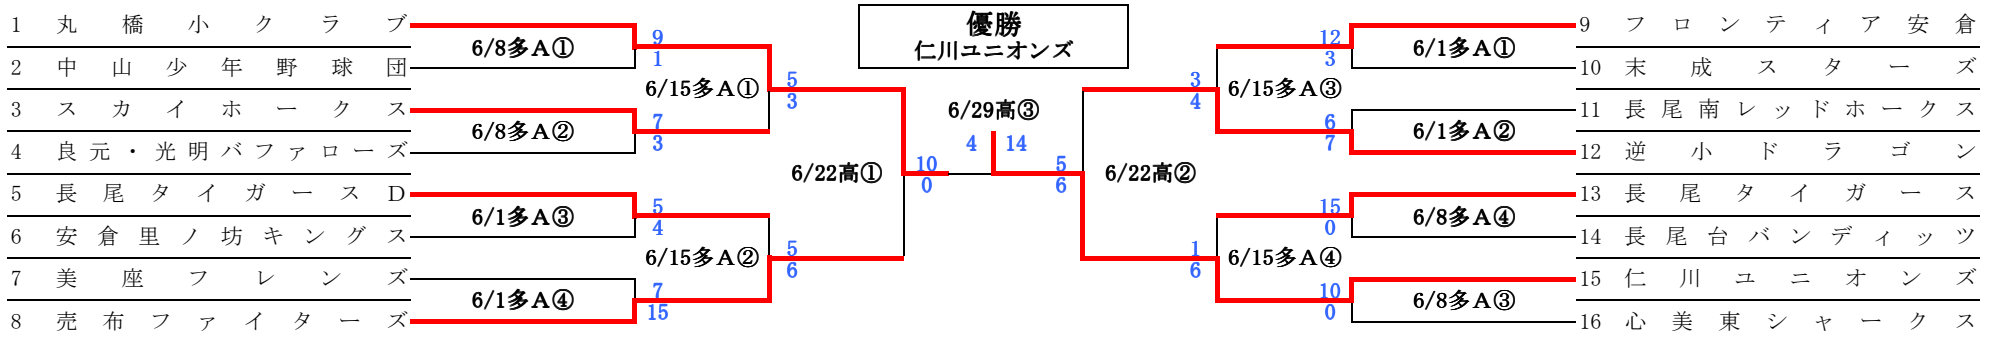 優勝
仁川ユニオンズ
1 丸橋小クラブ
2 中山少年野球団
3 スカイホークス
4 良元・光明バファローズ
5 長尾タイガースD
6 安倉里ノ坊キングス
7 美座フレンズ
8 売布ファイターズ
6/8多A①
9
1
6/8多A②
7
3
6/1多A③
5
4
6/1多A④
7
15
6/15多A①
5
3
6/15多A②
5
6
6/22高①
10
0
6/29高③
4 14
5
6
6/22高②
3
4
6/15多A③
1
6
6/15多A④
12
3
6/1多A①
6
7
6/1多A②
15
0
6/8多A④
10
0
6/8多A③
9 フロンティア安倉
10 末成スターズ
11 長尾南レッドホークス
12 逆小ドラゴン
13 長尾タイガース
14 長尾台バンディッツ
15 仁川ユニオンズ
16 心美東シャークス